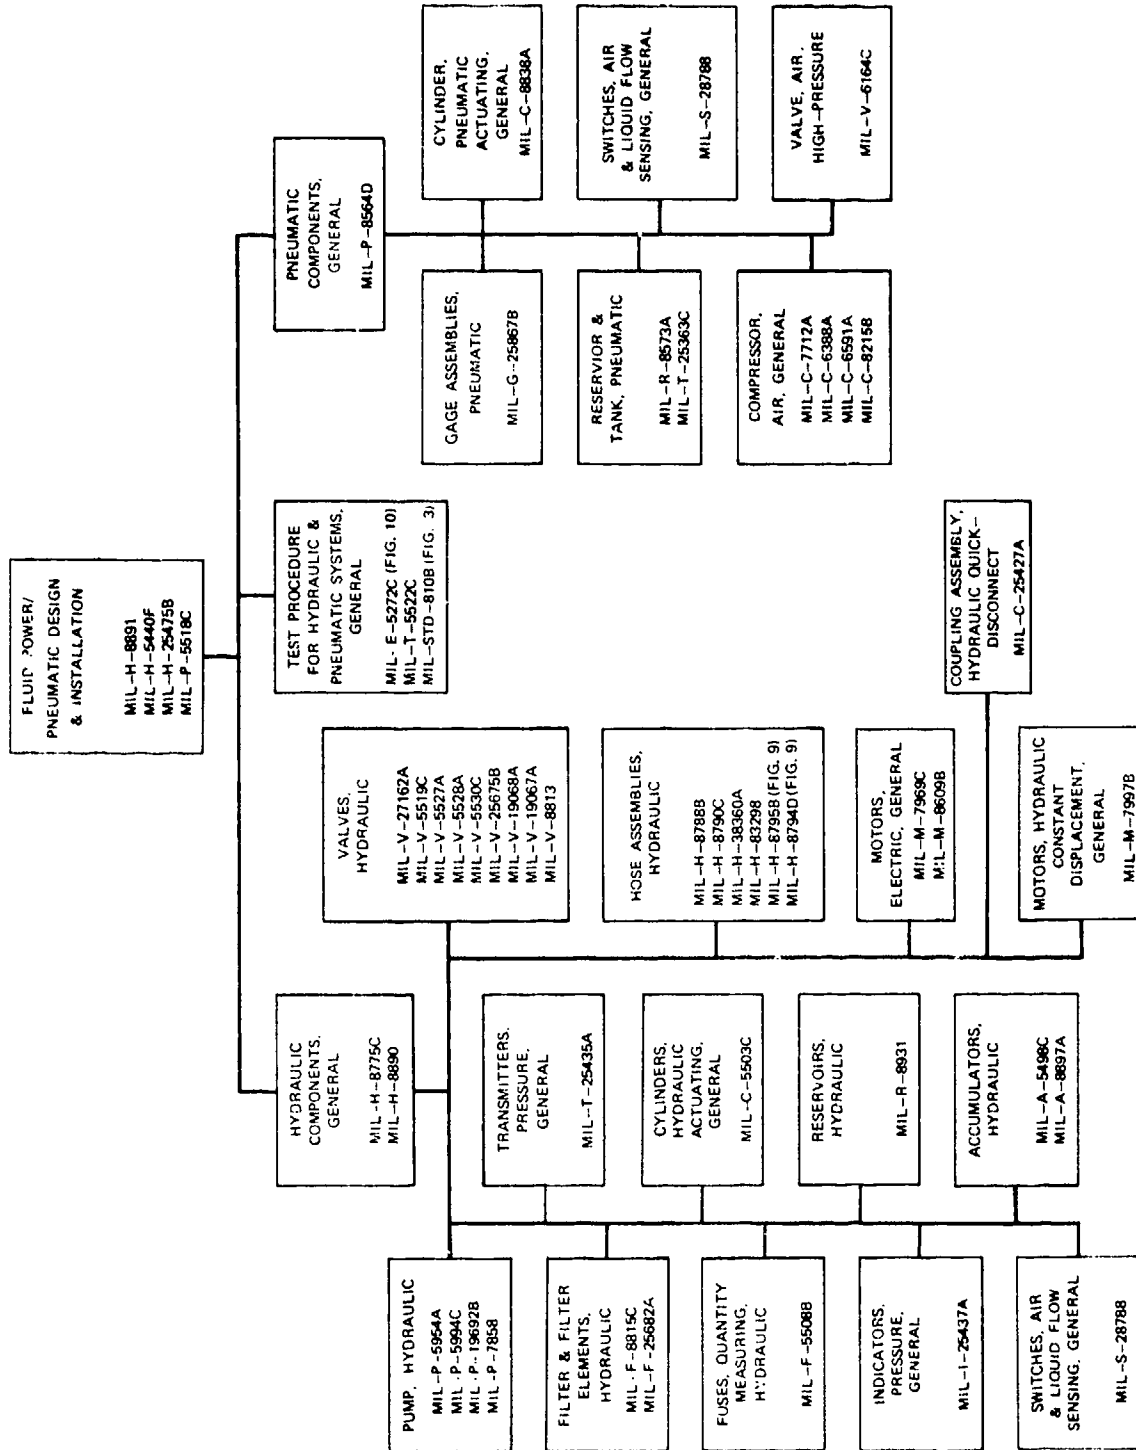 FLUID POWER/
PNEUMATIC DESIGN
& INSTALLATION
MIL-H-8891
MIL-H-5440F
MIL-H-25475B
MIL-P-5518C
HYDRAULIC
COMPONENTS,
GENERAL
MIL-H-8775C
MIL-H-8890
TEST PROCEDURE
FOR HYDRAULIC &
PNEUMATIC SYSTEMS,
GENERAL
MIL-E-5272C (FIG. 10)
MIL-T-5522C
MIL-STD-810B (FIG. 3)
PNEUMATIC
COMPONENTS,
GENERAL
MIL-P-8564D
PUMP, HYDRAULIC
MIL-P-5954A
MIL-P-5994C
MIL-P-19692B
MIL-P-7858
TRANSMITTERS,
PRESSURE,
GENERAL
MIL-T-25435A
FILTER & FILTER
ELEMENTS,
HYDRAULIC
MIL-F-8815C
MIL-F-25682A
CYLINDERS,
HYDRAULIC
ACTUATING,
GENERAL
MIL-C-5503C
FUSES, QUANTITY
MEASURING,
HYDRAULIC
MIL-F-5508B
RESERVOIRS,
HYDRAULIC
MIL-R-8931
INDICATORS,
PRESSURE,
GENERAL
MIL-I-25437A
ACCUMULATORS,
HYDRAULIC
MIL-A-5498C
MIL-A-8897A
SWITCHES, AIR
& LIQUID FLOW
SENSING, GENERAL
MIL-S-28788
VALVES,
HYDRAULIC
MIL-V-27162A
MIL-V-5519C
MIL-V-5527A
MIL-V-5528A
MIL-V-5530C
MIL-V-25675B
MIL-V-19068A
MIL-V-19067A
MIL-V-8813
HOSE ASSEMBLIES,
HYDRAULIC
MIL-H-8788B
MIL-H-8790C
MIL-H-38360A
MIL-H-83298
MIL-H-8795B (FIG. 9)
MIL-H-8794D (FIG. 9)
MOTORS,
ELECTRIC, GENERAL
MIL-M-7969C
MIL-M-8609B
COUPLING ASSEMBLY,
HYDRAULIC QUICK-
DISCONNECT
MIL-C-25427A
MOTORS, HYDRAULIC
CONSTANT
DISPLACEMENT,
GENERAL
MIL-M-7997B
GAGE ASSEMBLIES,
PNEUMATIC
MIL-G-25867B
CYLINDER,
PNEUMATIC
ACTUATING,
GENERAL
MIL-C-8838A
RESERVIOR &
TANK, PNEUMATIC
MIL-R-8573A
MIL-T-25363C
SWITCHES, AIR
& LIQUID FLOW
SENSING, GENERAL
MIL-S-28788
COMPRESSOR,
AIR, GENERAL
MIL-C-7712A
MIL-C-6388A
MIL-C-6591A
MIL-C-82158
VALVE, AIR,
HIGH-PRESSURE
MIL-V-6164C